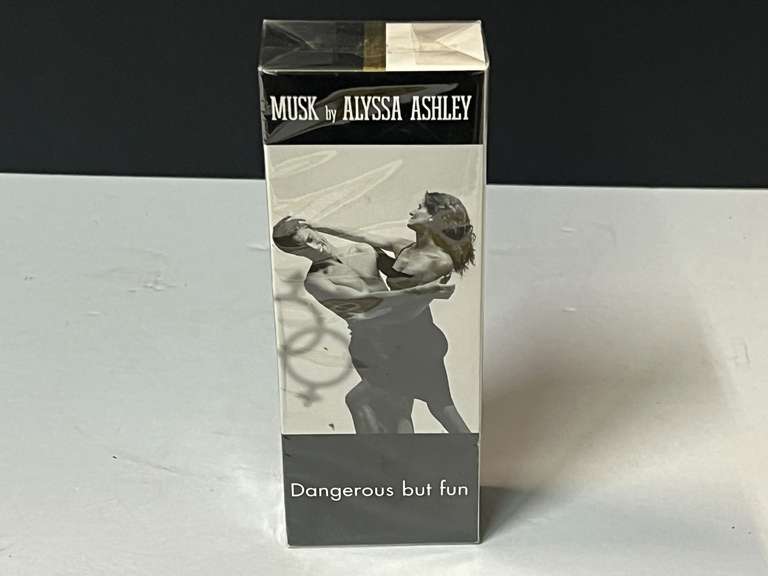 MUSK by ALYSSA ASHLEY
Dangerous but fun